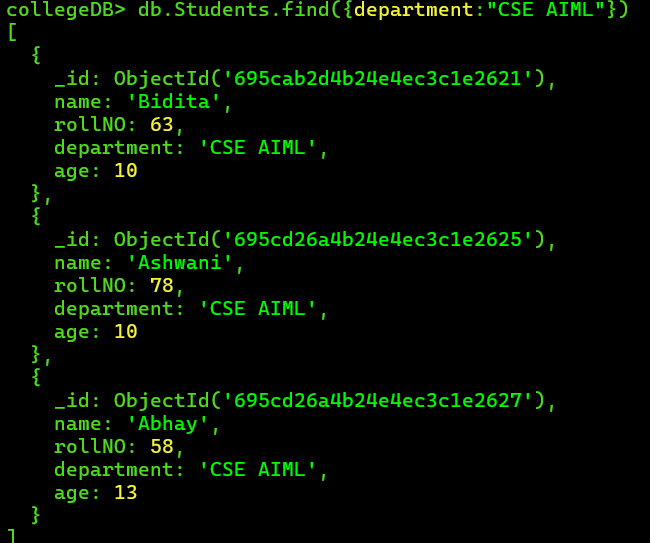 collegeDB> db.Students.find({department:"CSE AIML"})
[
  {
    _id: ObjectId('695cab2d4b24e4ec3c1e2621'),
    name: 'Bidita',
    rollNO: 63,
    department: 'CSE AIML',
    age: 10
  },
  {
    _id: ObjectId('695cd26a4b24e4ec3c1e2625'),
    name: 'Ashwani',
    rollNO: 78,
    department: 'CSE AIML',
    age: 10
  },
  {
    _id: ObjectId('695cd26a4b24e4ec3c1e2627'),
    name: 'Abhay',
    rollNO: 58,
    department: 'CSE AIML',
    age: 13
  }
]